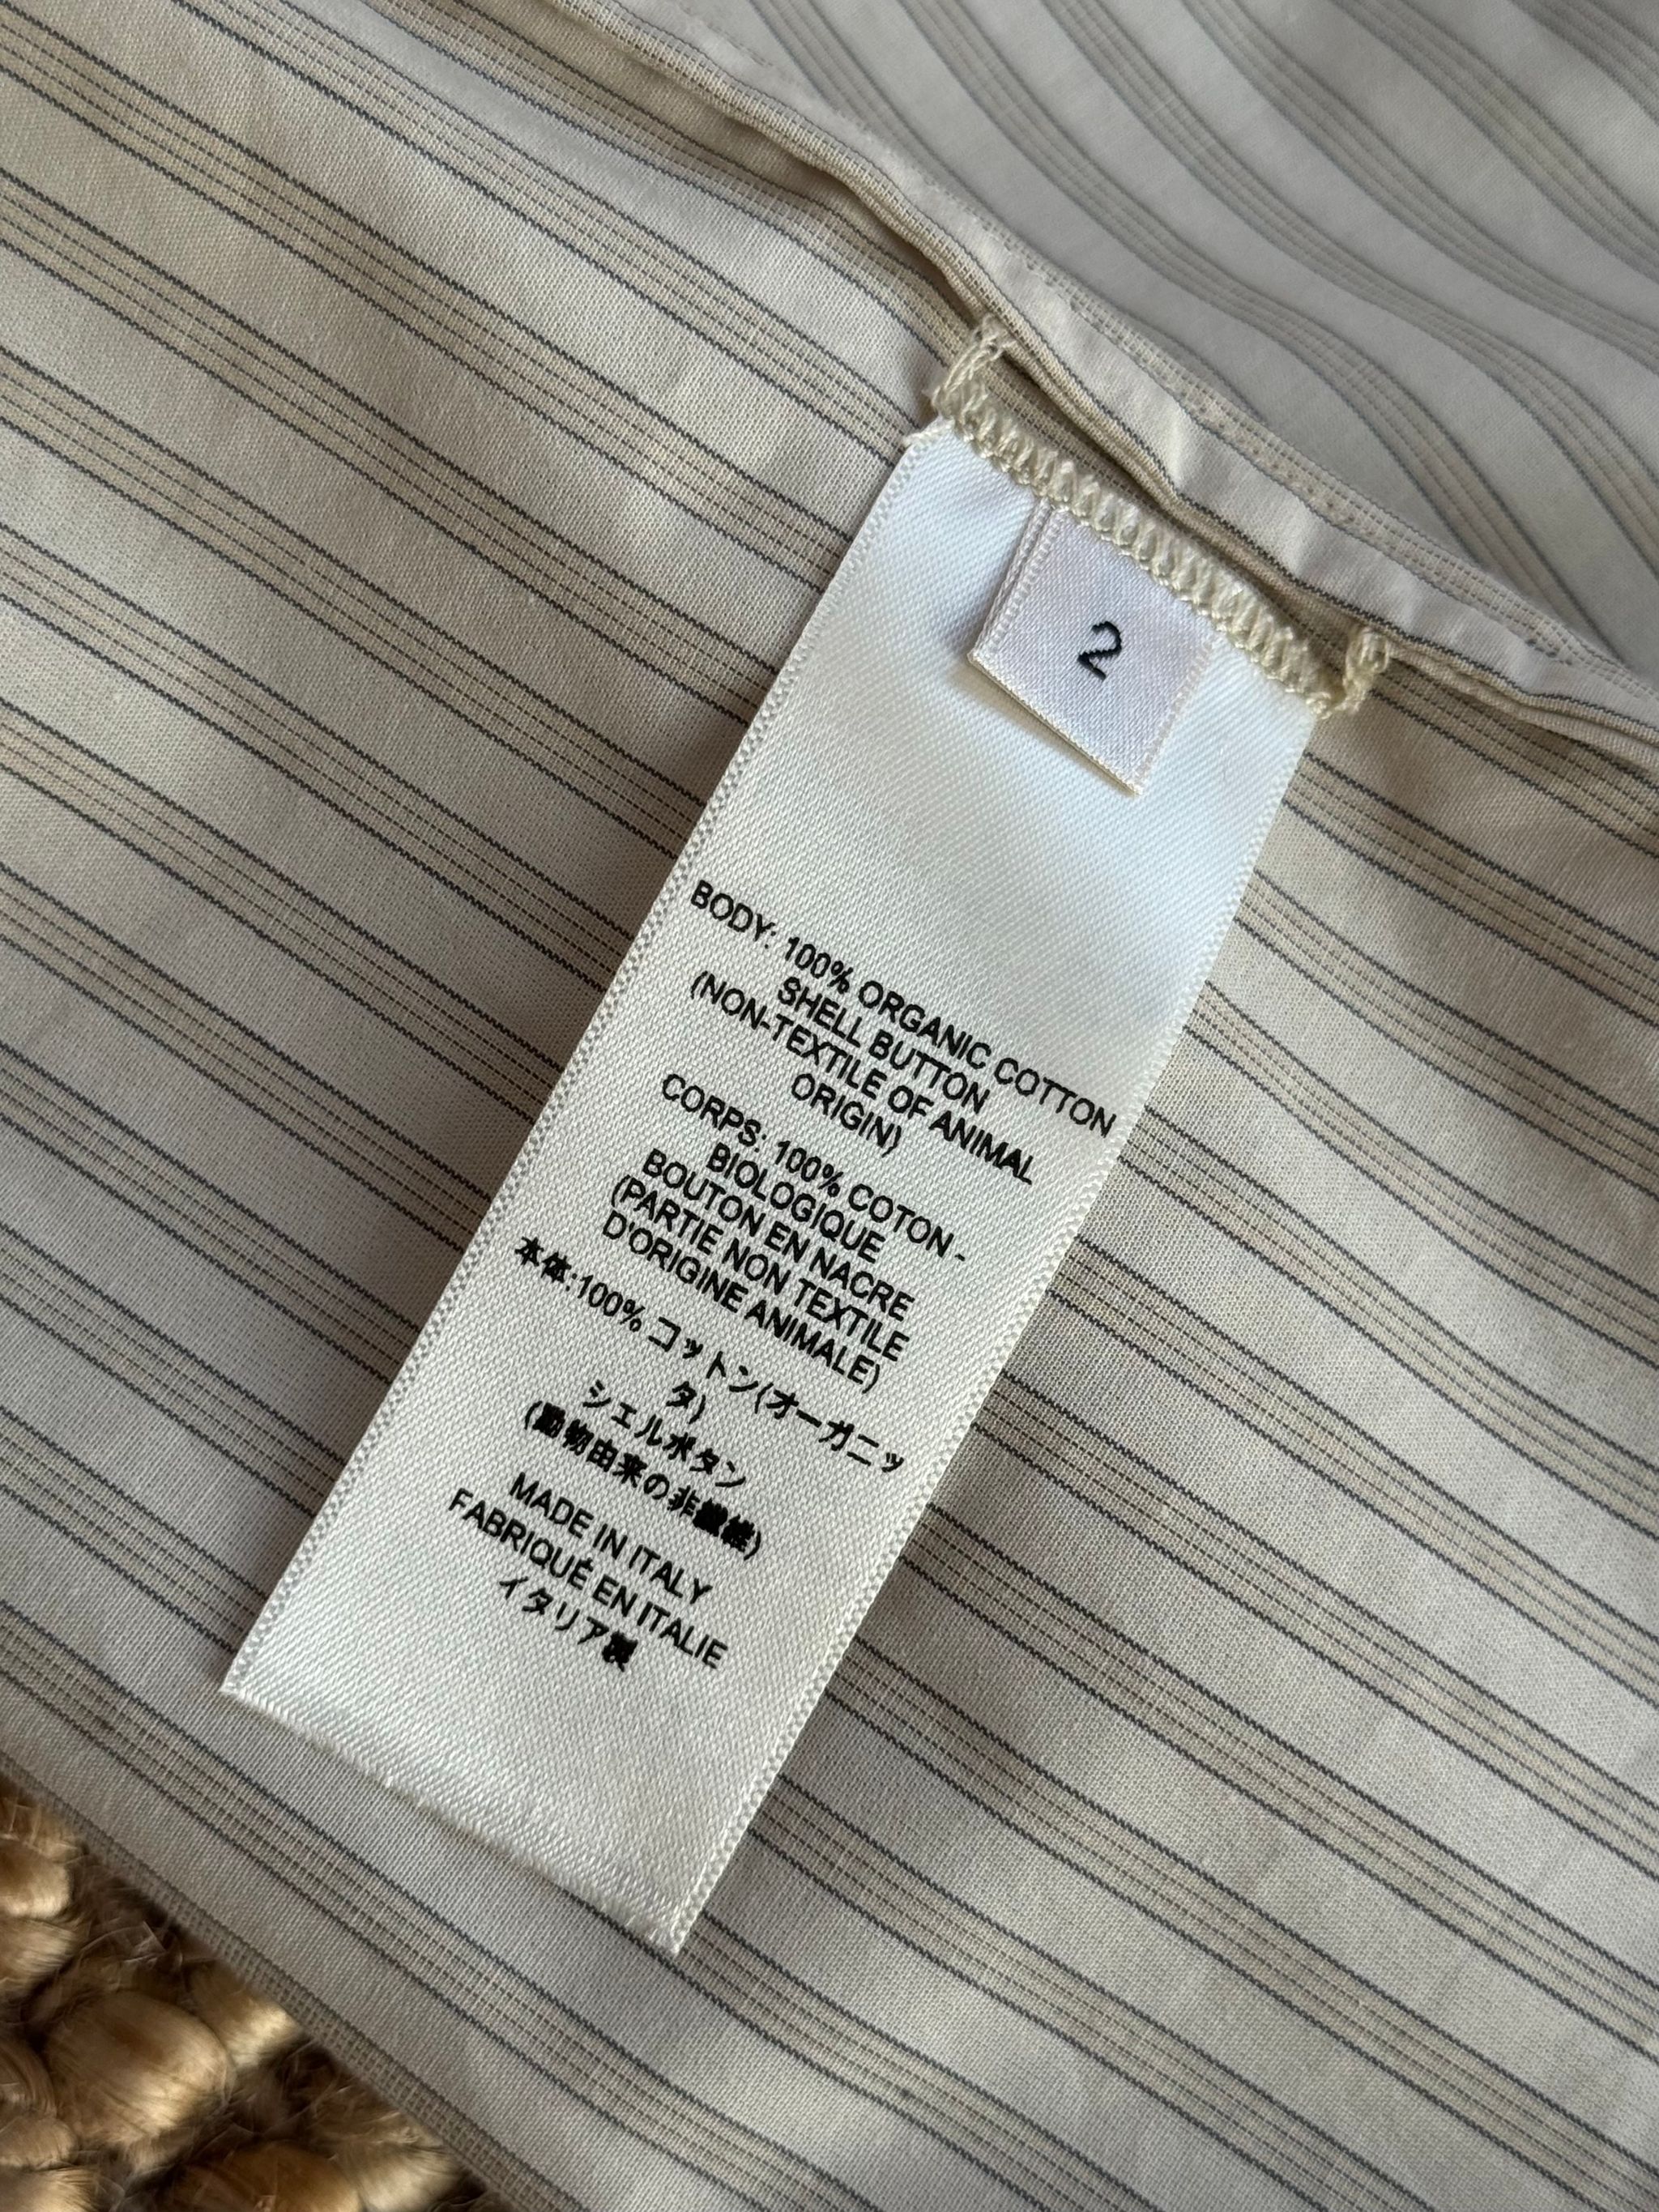 2
BODY: 100% ORGANIC COTTON
SHELL BUTTON
(NON-TEXTILE OF ANIMAL
ORIGIN)
CORPS: 100% COTON -
BIOLOGIQUE
BOUTON EN NACRE
(PARTIE NON TEXTILE
D'ORIGINE ANIMALE)
本体:100% コットン(オーガニッ
タ)
シェルボタン
(動物由来の非繊維)
MADE IN ITALY
FABRIQUÉ EN ITALIE
イタリア製